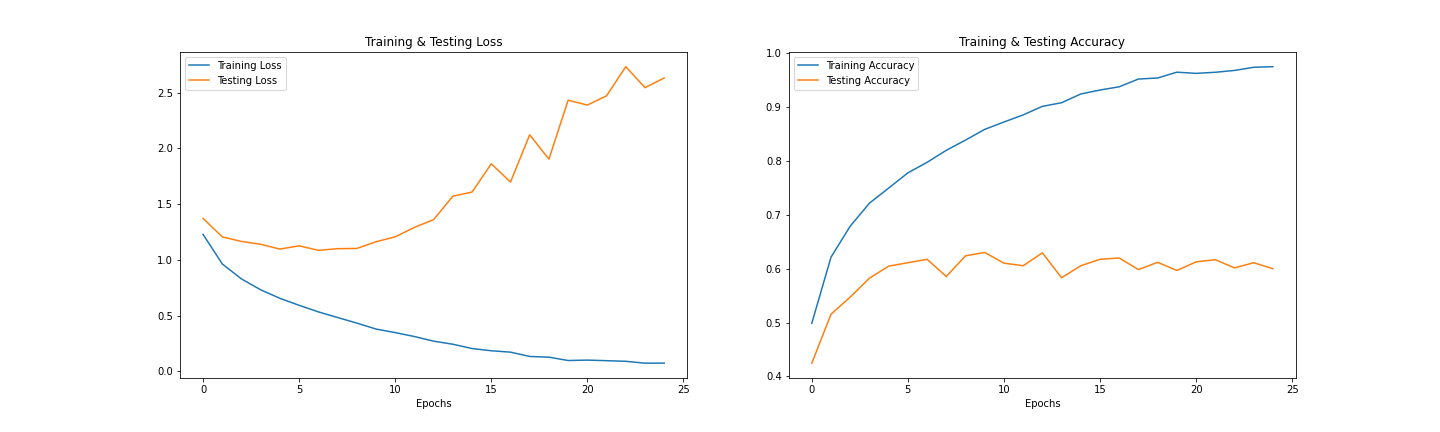 Training & Testing Loss
Training Loss
Testing Loss
2.5
2.0
1.5
1.0
0.5
0.0
0 5 10 15 20 25
Epochs
Training & Testing Accuracy
Training Accuracy
Testing Accuracy
1.0
0.9
0.8
0.7
0.6
0.5
0.4
0 5 10 15 20 25
Epochs